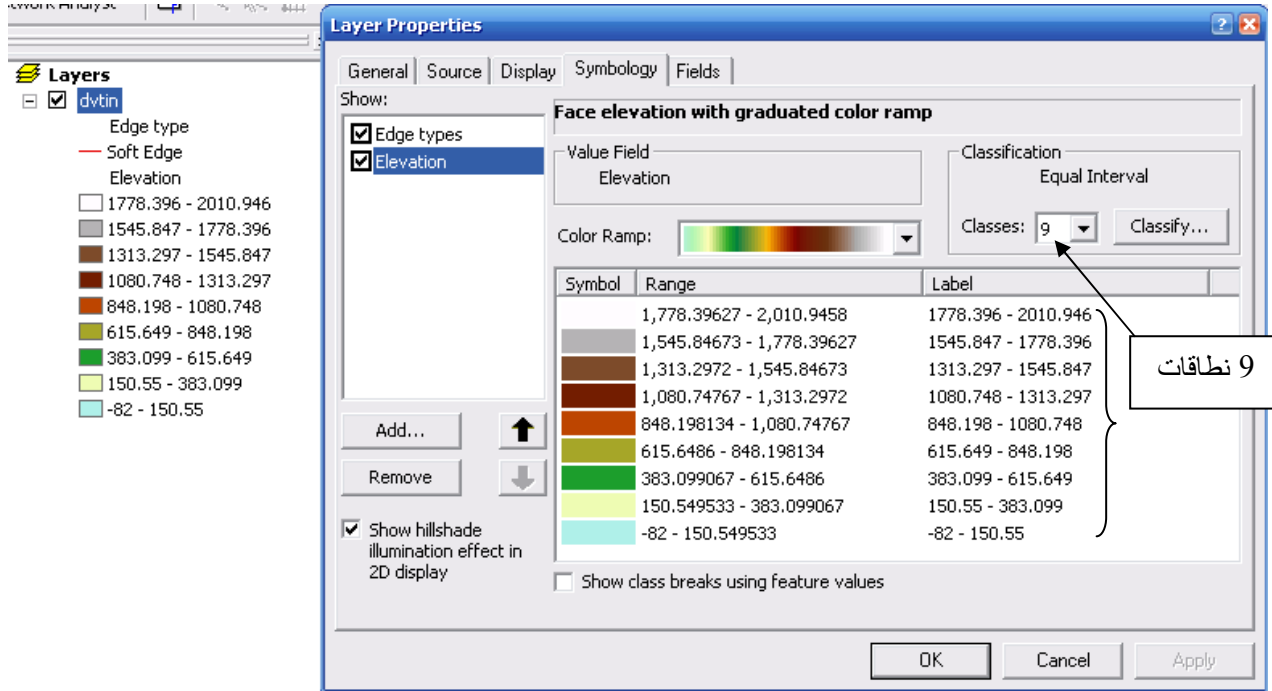 Layers
dvtin
Edge type
Soft Edge
Elevation
1778.396 - 2010.946
1545.847 - 1778.396
1313.297 - 1545.847
1080.748 - 1313.297
848.198 - 1080.748
615.649 - 848.198
383.099 - 615.649
150.55 - 383.099
-82 - 150.55
Layer Properties
General Source Display Symbology Fields
Show:
Edge types
Elevation
Add...
Remove
Show hillshade
illumination effect in
2D display
Face elevation with graduated color ramp
Value Field
Elevation
Classification
Equal Interval
Color Ramp:
Classes: 9 Classify...
Symbol Range Label
1,778.39627 - 2,010.9458 1778.396 - 2010.946
1,545.84673 - 1,778.39627 1545.847 - 1778.396
1,313.2972 - 1,545.84673 1313.297 - 1545.847
1,080.74767 - 1,313.2972 1080.748 - 1313.297
848.198134 - 1,080.74767 848.198 - 1080.748
615.6486 - 848.198134 615.649 - 848.198
383.099067 - 615.6486 383.099 - 615.649
150.549533 - 383.099067 150.55 - 383.099
-82 - 150.549533 -82 - 150.55
9 نطاقات
Show class breaks using feature values
OK Cancel Apply